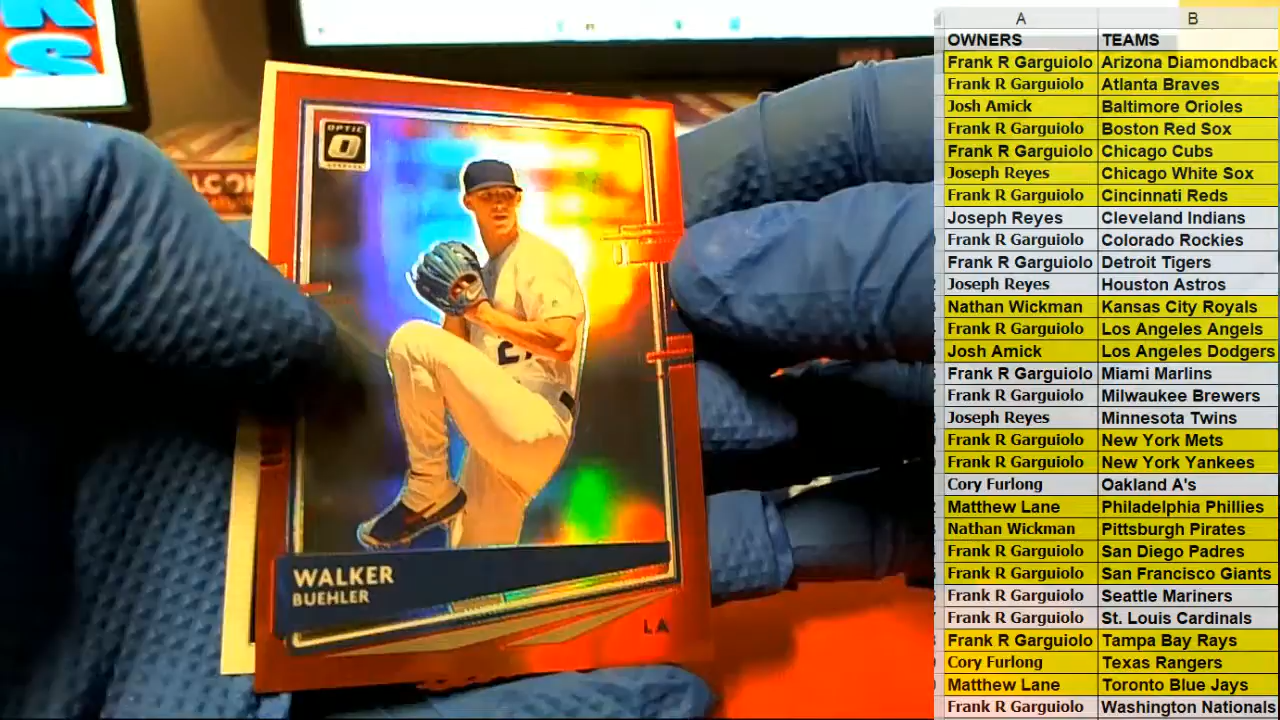 OPTIC
WALKER
BUEHLER
LA
A B
OWNERS TEAMS
Frank R Garguiolo Arizona Diamondback
Frank R Garguiolo Atlanta Braves
Josh Amick Baltimore Orioles
Frank R Garguiolo Boston Red Sox
Frank R Garguiolo Chicago Cubs
Joseph Reyes Chicago White Sox
Frank R Garguiolo Cincinnati Reds
Joseph Reyes Cleveland Indians
Frank R Garguiolo Colorado Rockies
Frank R Garguiolo Detroit Tigers
Joseph Reyes Houston Astros
Nathan Wickman Kansas City Royals
Frank R Garguiolo Los Angeles Angels
Josh Amick Los Angeles Dodgers
Frank R Garguiolo Miami Marlins
Frank R Garguiolo Milwaukee Brewers
Joseph Reyes Minnesota Twins
Frank R Garguiolo New York Mets
Frank R Garguiolo New York Yankees
Cory Furlong Oakland A's
Matthew Lane Philadelphia Phillies
Nathan Wickman Pittsburgh Pirates
Frank R Garguiolo San Diego Padres
Frank R Garguiolo San Francisco Giants
Frank R Garguiolo Seattle Mariners
Frank R Garguiolo St. Louis Cardinals
Frank R Garguiolo Tampa Bay Rays
Cory Furlong Texas Rangers
Matthew Lane Toronto Blue Jays
Frank R Garguiolo Washington Nationals